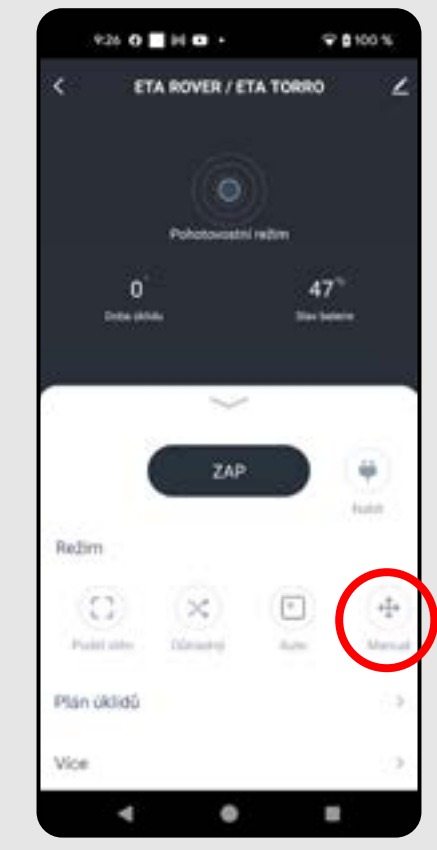 9:26 100 %
ETA ROVER / ETA TORRO
Pohotovostní režim
0' 47%
Doba úklidu Stav baterie
ZAP
Nabít
Režim
Podél stěn Důkladný Auto Manual
Plán úklidů
Více